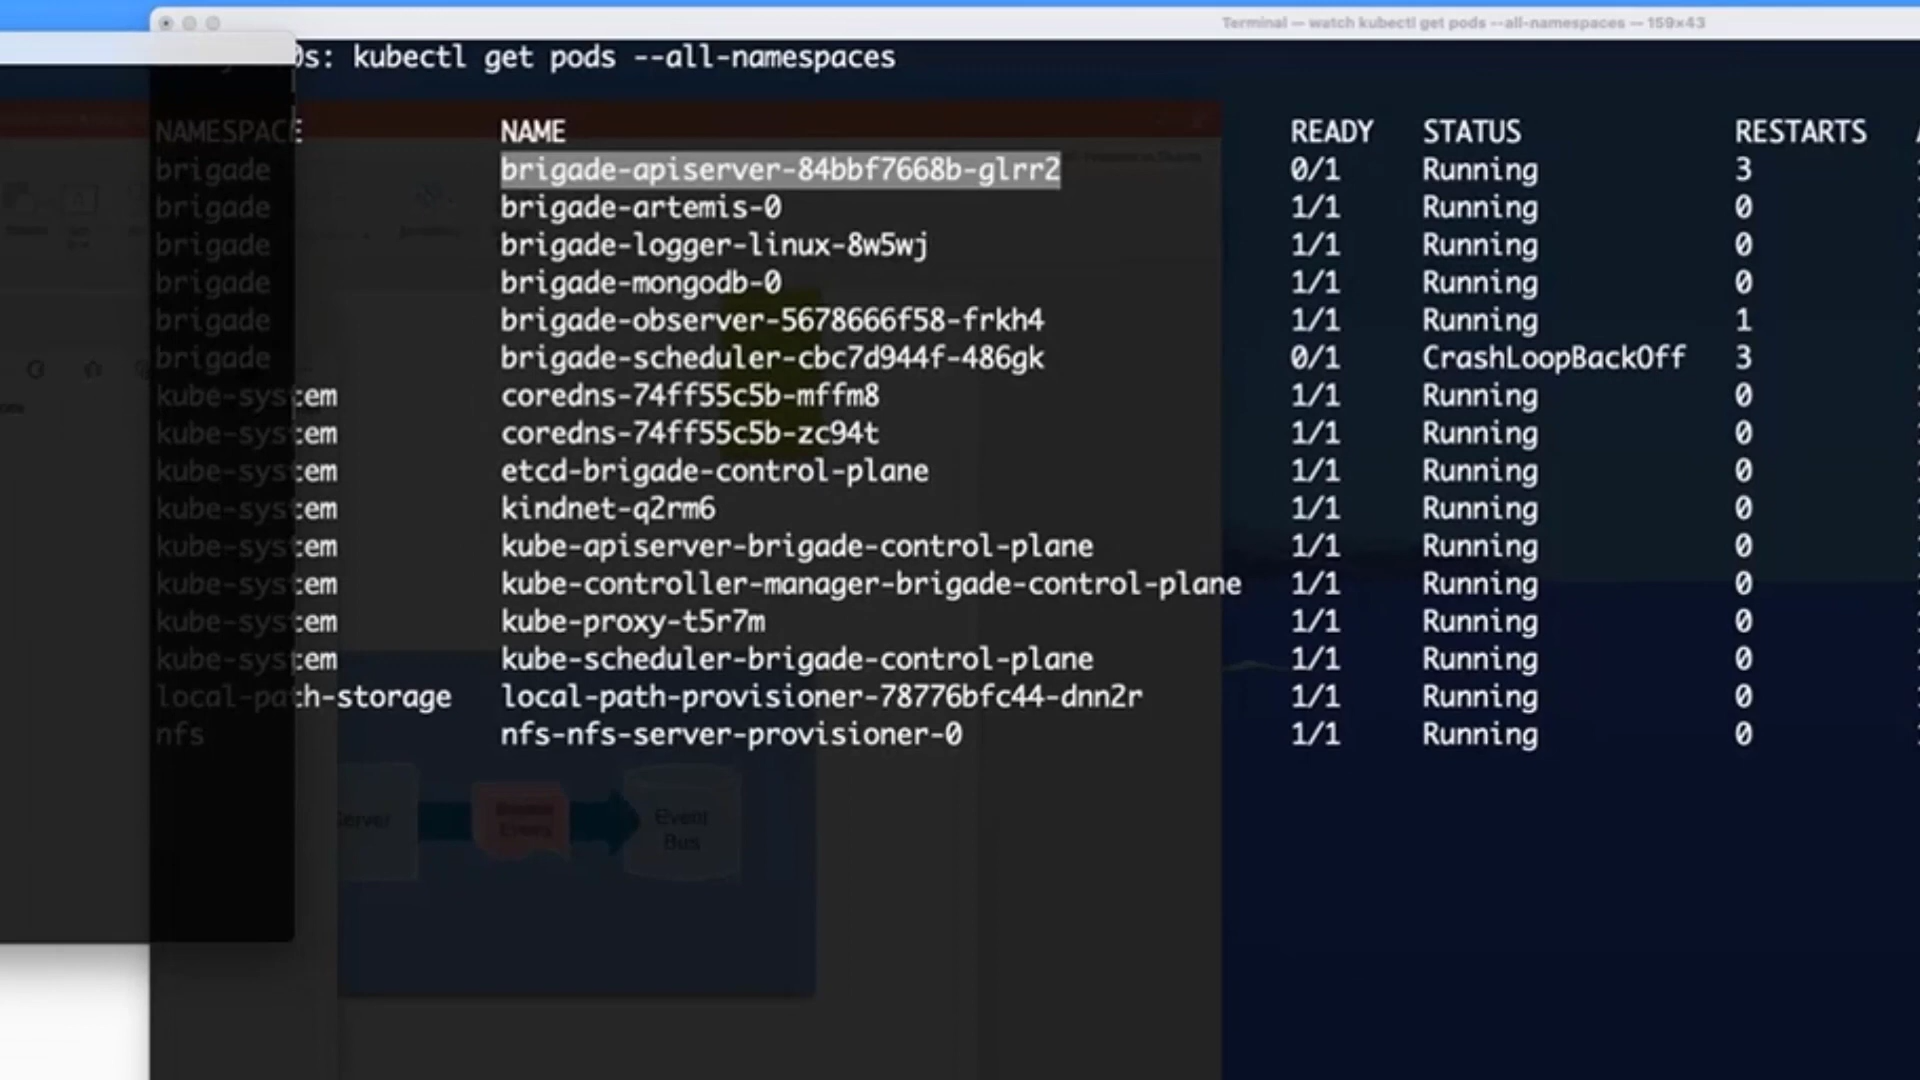 Terminal — watch kubectl get pods --all-namespaces — 159×43
0s: kubectl get pods --all-namespaces
NAMESPACE NAME READY STATUS RESTARTS
brigade brigade-apiserver-84bbf7668b-glrr2 0/1 Running 3
brigade brigade-artemis-0 1/1 Running 0
brigade brigade-logger-linux-8w5wj 1/1 Running 0
brigade brigade-mongodb-0 1/1 Running 0
brigade brigade-observer-5678666f58-frkh4 1/1 Running 1
brigade brigade-scheduler-cbc7d944f-486gk 0/1 CrashLoopBackOff 3
kube-system coredns-74ff55c5b-mffm8 1/1 Running 0
kube-system coredns-74ff55c5b-zc94t 1/1 Running 0
kube-system etcd-brigade-control-plane 1/1 Running 0
kube-system kindnet-q2rm6 1/1 Running 0
kube-system kube-apiserver-brigade-control-plane 1/1 Running 0
kube-system kube-controller-manager-brigade-control-plane 1/1 Running 0
kube-system kube-proxy-t5r7m 1/1 Running 0
kube-system kube-scheduler-brigade-control-plane 1/1 Running 0
local-path-storage local-path-provisioner-78776bfc44-dnn2r 1/1 Running 0
nfs nfs-nfs-server-provisioner-0 1/1 Running 0
Server
Event
Bus